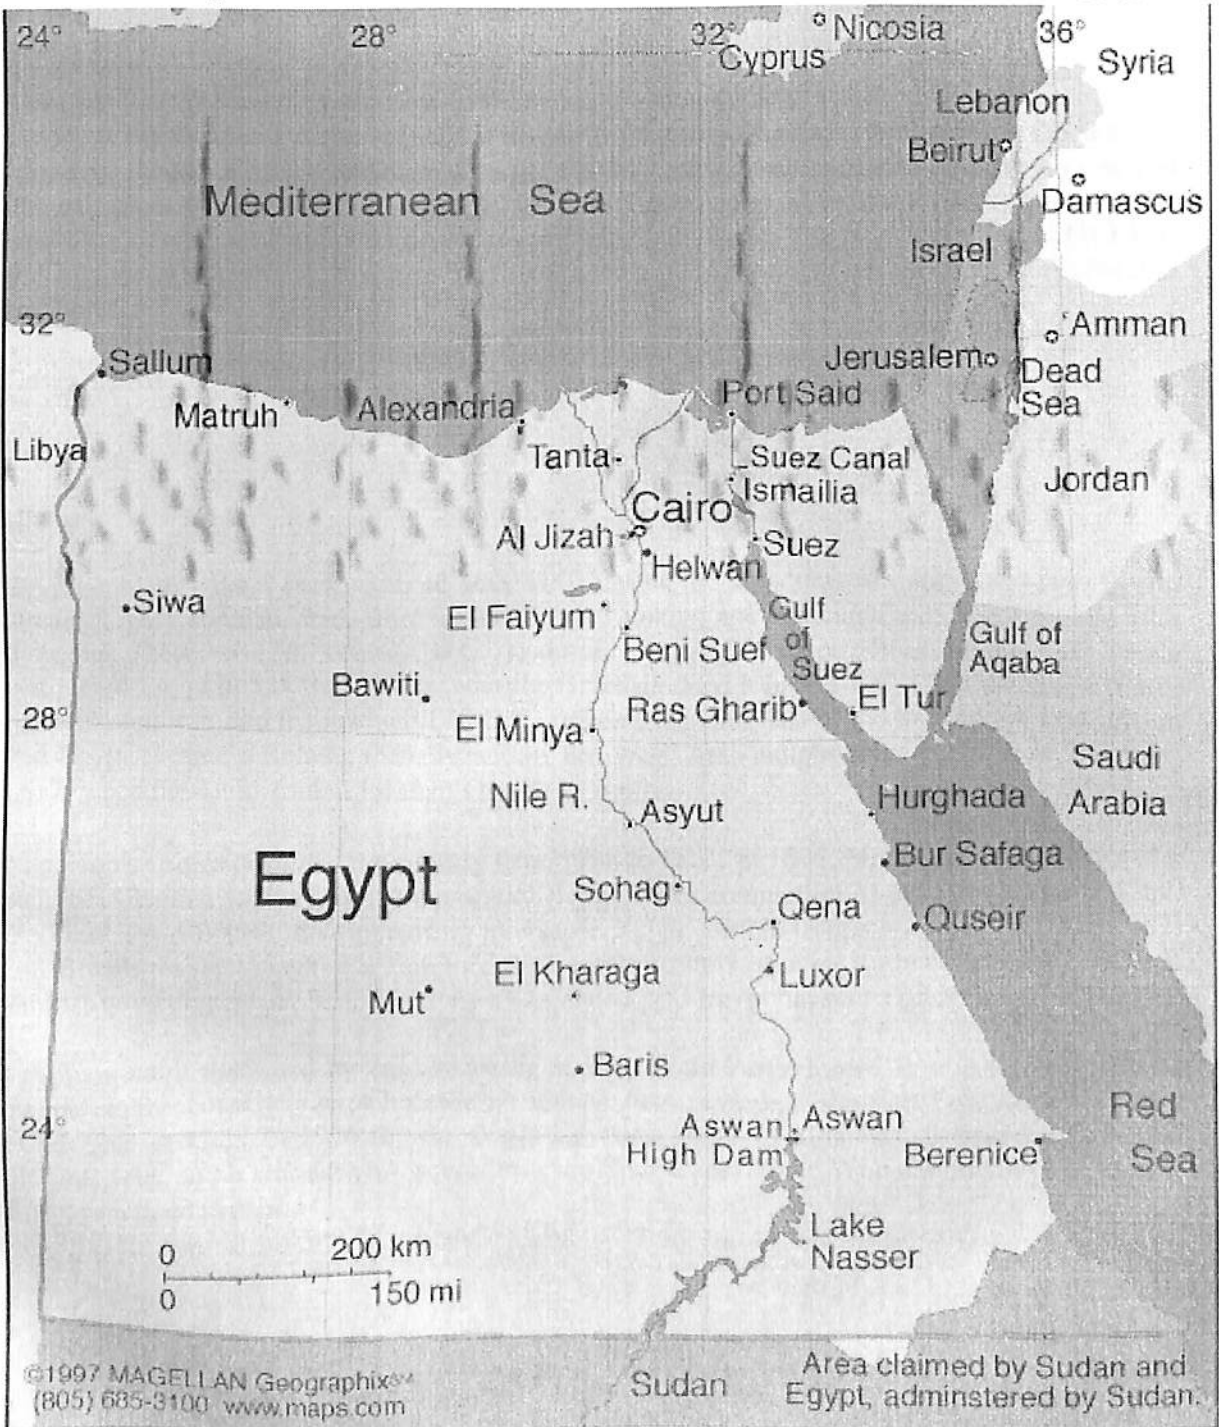 24°
28°
32°
36°
Nicosia
Cyprus
Syria
Lebanon
Beirut
Damascus
Mediterranean Sea
Israel
32°
Amman
Sallum
Jerusalem
Dead
Sea
Matruh
Alexandria
Port Said
Libya
Tanta
Suez Canal
Ismailia
Jordan
Cairo
Al Jizah
Suez
Helwan
Siwa
El Faiyum
Gulf
of
Suez
Beni Suef
Gulf of
Aqaba
Bawiti
28°
El Minya
Ras Gharib
El Tur
Saudi
Arabia
Nile R.
Asyut
Hurghada
Bur Safaga
Egypt
Sohag
Qena
Quseir
El Kharaga
Mut
Luxor
Baris
Red
Sea
24°
Aswan
High Dam
Aswan
Berenice
Lake
Nasser
0 200 km
0 150 mi
©1997 MAGELLAN Geographix℠
(805) 685-3100 www.maps.com
Sudan
Area claimed by Sudan and
Egypt, adminstered by Sudan.